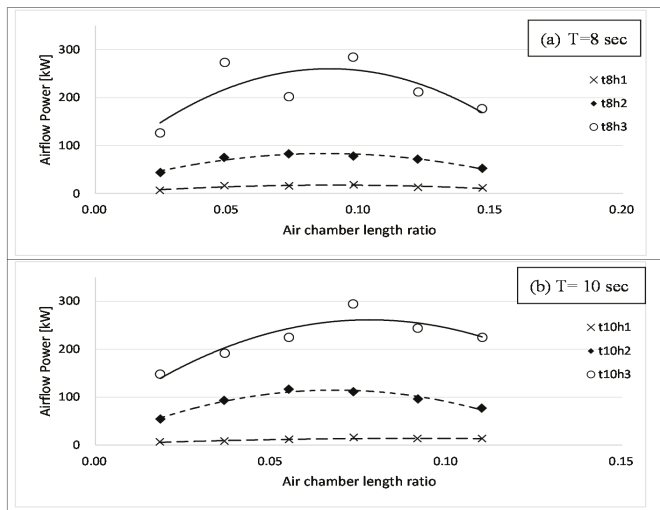 (a) T=8 sec
300
200
100
0
Airflow Power [kW]
t8h1
t8h2
t8h3
0.00 0.05 0.10 0.15 0.20
Air chamber length ratio
(b) T= 10 sec
300
200
100
0
Airflow Power [kW]
t10h1
t10h2
t10h3
0.00 0.05 0.10 0.15
Air chamber length ratio